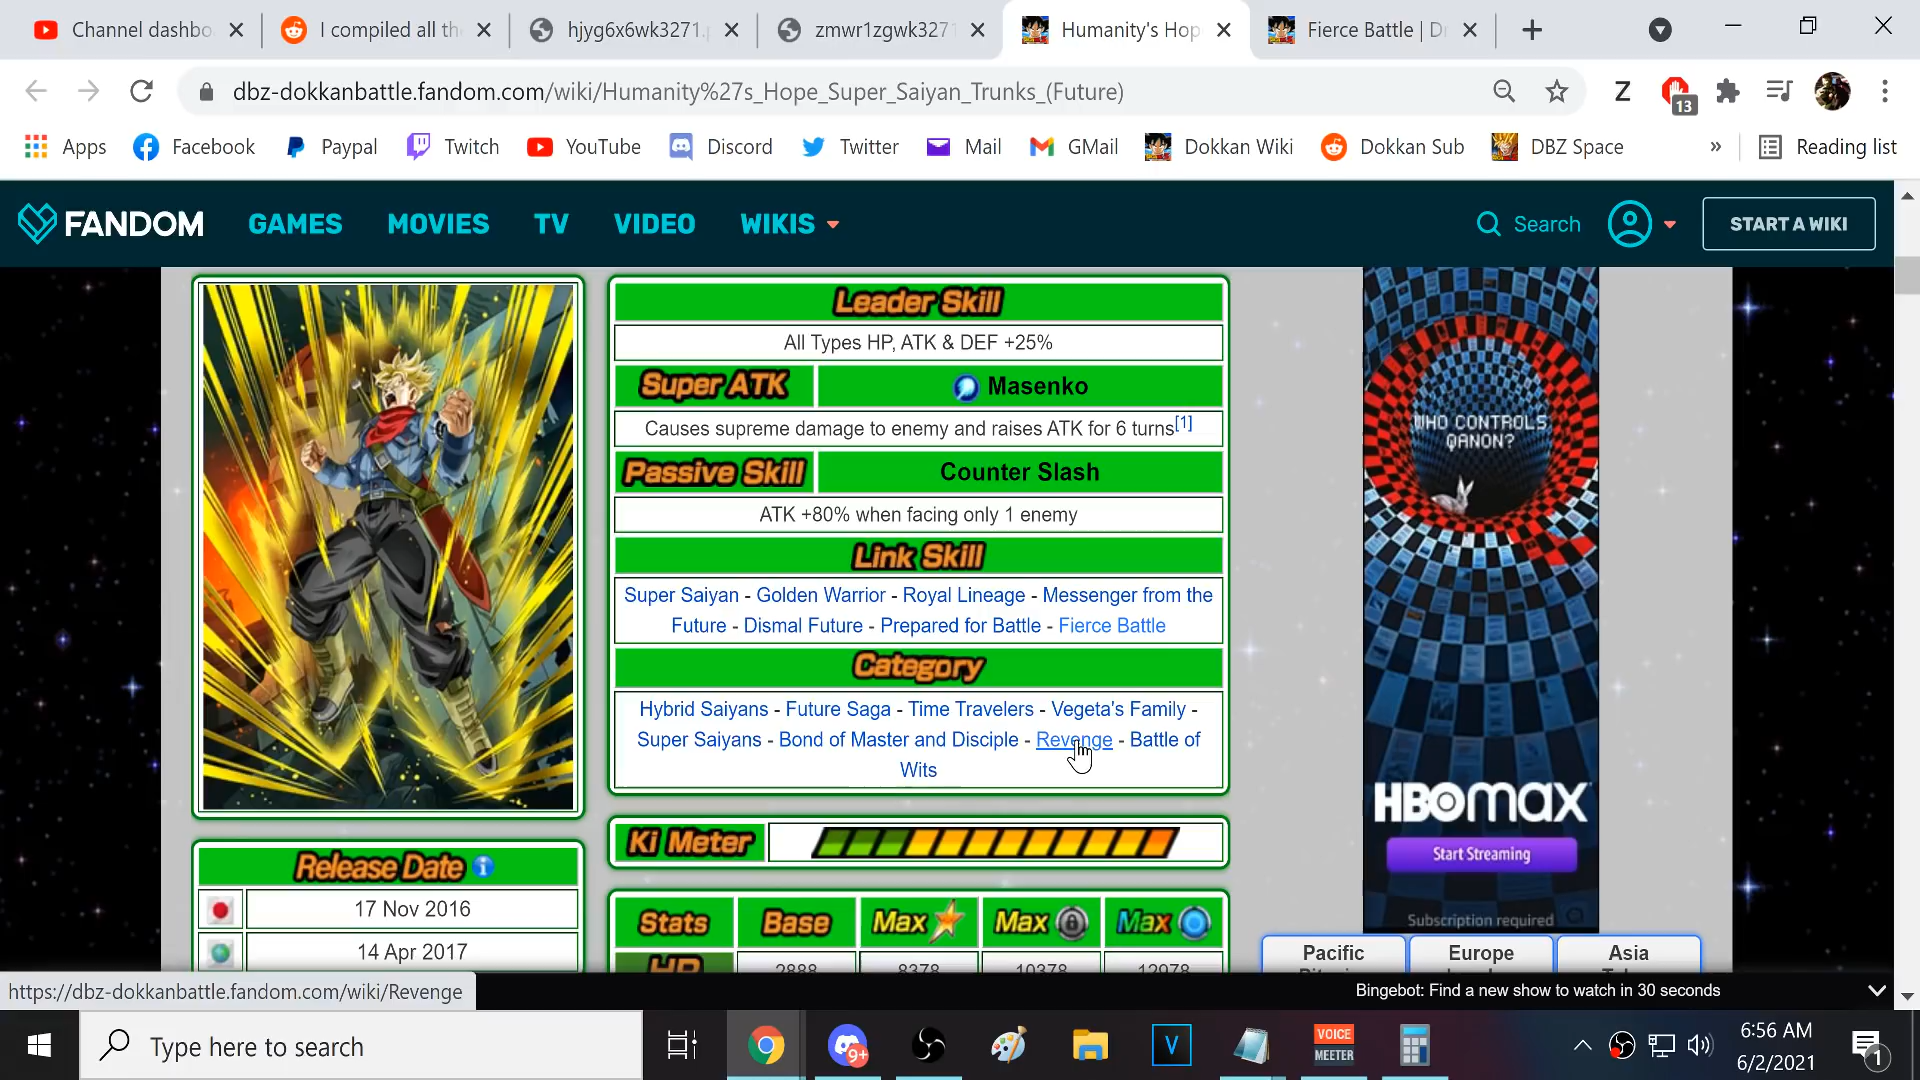 Channel dashbo
I compiled all th
hjyg6x6wk3271.p
zmwr1zgwk3271
Humanity's Hop
Fierce Battle | Dr
dbz-dokkanbattle.fandom.com/wiki/Humanity%27s_Hope_Super_Saiyan_Trunks_(Future)
Z
13
Apps
Facebook
Paypal
Twitch
YouTube
Discord
Twitter
Mail
GMail
Dokkan Wiki
Dokkan Sub
DBZ Space
»
Reading list
FANDOM
GAMES
MOVIES
TV
VIDEO
WIKIS
Search
START A WIKI
Leader Skill
All Types HP, ATK & DEF +25%
Super ATK
Masenko
Causes supreme damage to enemy and raises ATK for 6 turns[1]
Passive Skill
Counter Slash
ATK +80% when facing only 1 enemy
Link Skill
Super Saiyan - Golden Warrior - Royal Lineage - Messenger from the
Future - Dismal Future - Prepared for Battle - Fierce Battle
Category
Hybrid Saiyans - Future Saga - Time Travelers - Vegeta's Family -
Super Saiyans - Bond of Master and Disciple - Revenge - Battle of
Wits
Ki Meter
Release Date
17 Nov 2016
14 Apr 2017
Stats
Base
Max
Max
Max
HP
2888
8378
10378
12978
WHO CONTROLS
QANON?
HBOMAX
Start Streaming
Subscription required
Pacific
Europe
Asia
https://dbz-dokkanbattle.fandom.com/wiki/Revenge
Bingebot: Find a new show to watch in 30 seconds
Type here to search
9+
V
VOICE
MEETER
6:56 AM
6/2/2021
1